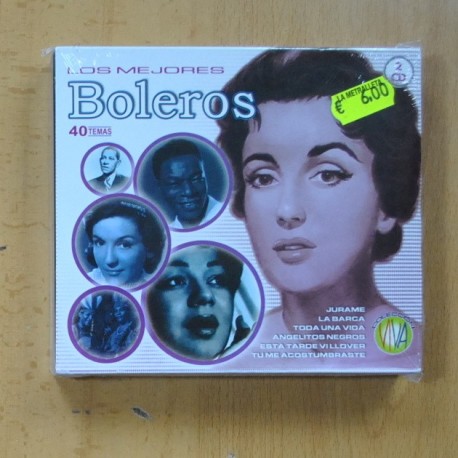 LOS MEJORES
Boleros
40 TEMAS
2
CD
LA METRALLETA
€ 6.00
JURAME
LA BARCA
TODA UNA VIDA
ANGELITOS NEGROS
ESTA TARDE VI LLOVER
TU ME ACOSTUMBRASTE
VIVA